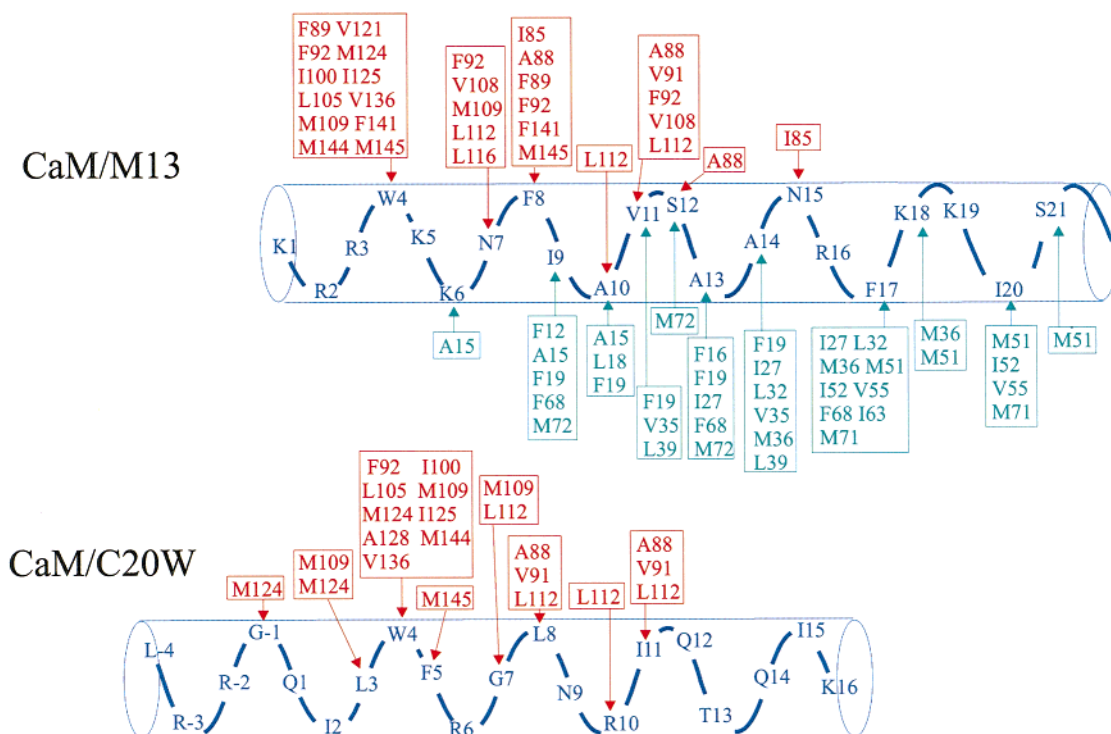 F89 V121
F92 M124
I100 I125
L105 V136
M109 F141
M144 M145
F92
V108
M109
L112
L116
I85
A88
F89
F92
F141
M145
L112
A88
V91
F92
V108
L112
A88
I85
CaM/M13
K1
R2
R3
W4
K5
K6
N7
F8
I9
A10
V11
S12
A13
A14
N15
R16
F17
K18
K19
I20
S21
A15
F12
A15
F19
F68
M72
A15
L18
F19
F19
V35
L39
M72
F16
F19
I27
F68
M72
F19
I27
L32
V35
M36
L39
I27 L32
M36 M51
I52 V55
F68 I63
M71
M36
M51
M51
I52
V55
M71
M51
CaM/C20W
M124
M109
M124
F92 I100
L105 M109
M124 I125
A128 M144
V136
M145
M109
L112
A88
V91
L112
L112
A88
V91
L112
L-4
R-3
R-2
G-1
Q1
I2
L3
W4
F5
R6
G7
L8
N9
R10
I11
Q12
T13
Q14
I15
K16